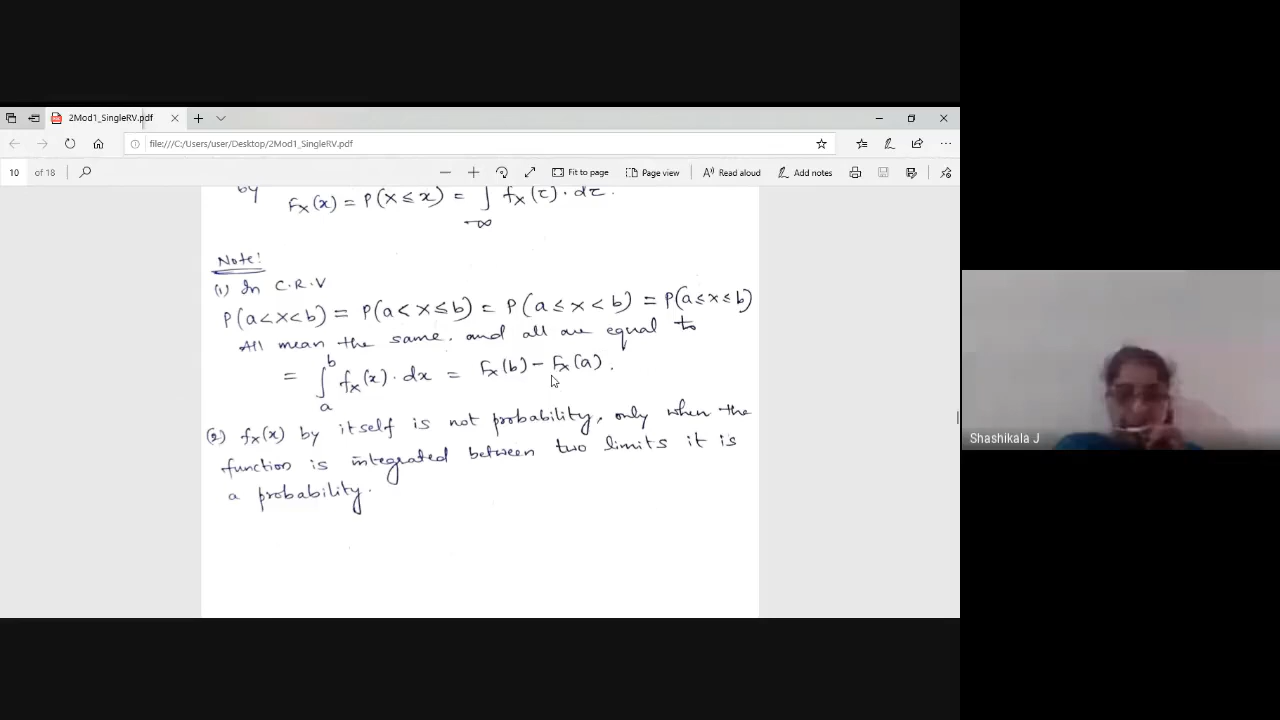 2Mod1_SingleRV.pdf
file:///C:/Users/user/Desktop/2Mod1_SingleRV.pdf
10 of 18 Fit to page Page view Read aloud Add notes
by
Fx(x) = P(X ≤ x) = ∫ fx(τ) · dτ.
-∞
Note!
(1) In C.R.V
P(a<X<b) = P(a<X≤b) = P(a≤X<b) = P(a≤X≤b)
All mean the same. and all are equal to
= ∫ₐᵇ fx(x) · dx = Fx(b) – Fx(a).
(2) fx(x) by itself is not probability, only when the
function is integrated between two limits it is
a probability.
Shashikala J